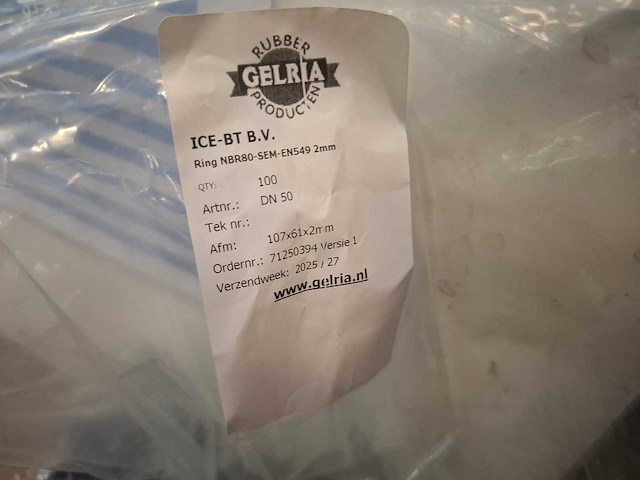 RUBBER
GELRIA
PRODUCTEN
ICE-BT B.V.
Ring NBR80-SEM-EN549 2mm
QTY: 100
Artnr.: DN 50
Tek nr.:
Afm: 107x61x2mm
Ordernr.: 71250394 Versie 1
Verzendweek: 2025 / 27
www.gelria.nl